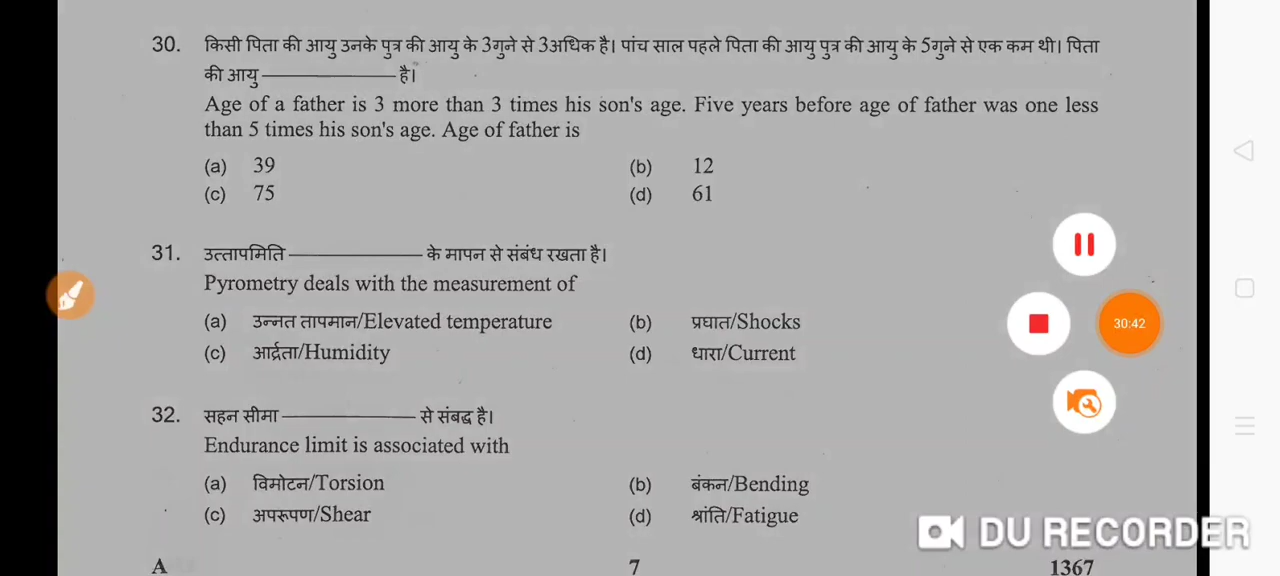 30. किसी पिता की आयु उनके पुत्र की आयु के 3गुने से 3अधिक है। पांच साल पहले पिता की आयु पुत्र की आयु के 5गुने से एक कम थी। पिता
की आयु ———— है।
Age of a father is 3 more than 3 times his son's age. Five years before age of father was one less
than 5 times his son's age. Age of father is
(a) 39 (b) 12
(c) 75 (d) 61
31. उत्तापमिति ———— के मापन से संबंध रखता है।
Pyrometry deals with the measurement of
(a) उन्नत तापमान/Elevated temperature (b) प्रघात/Shocks
(c) आर्द्रता/Humidity (d) धारा/Current
30:42
32. सहन सीमा ———— से संबद्ध है।
Endurance limit is associated with
(a) विमोटन/Torsion (b) बंकन/Bending
(c) अपरूपण/Shear (d) श्रांति/Fatigue
DU RECORDER
A 7 1367